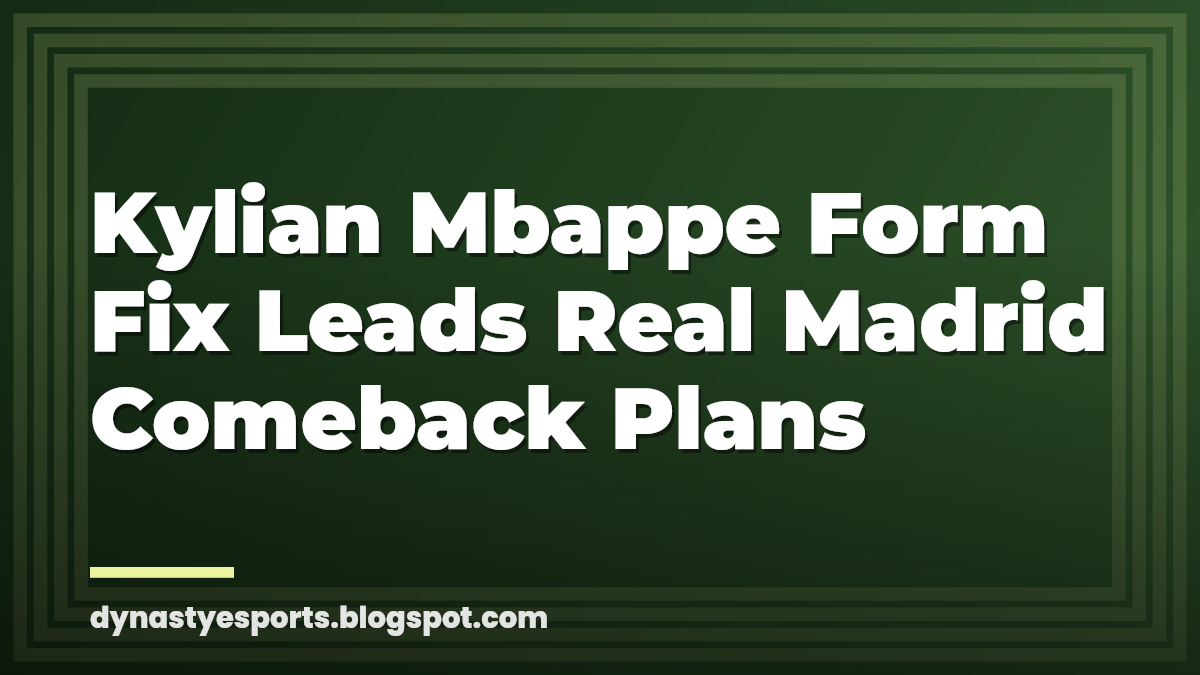 Kylian Mbappe Form
Fix Leads Real Madrid
Comeback Plans
dynastyesports.blogspot.com